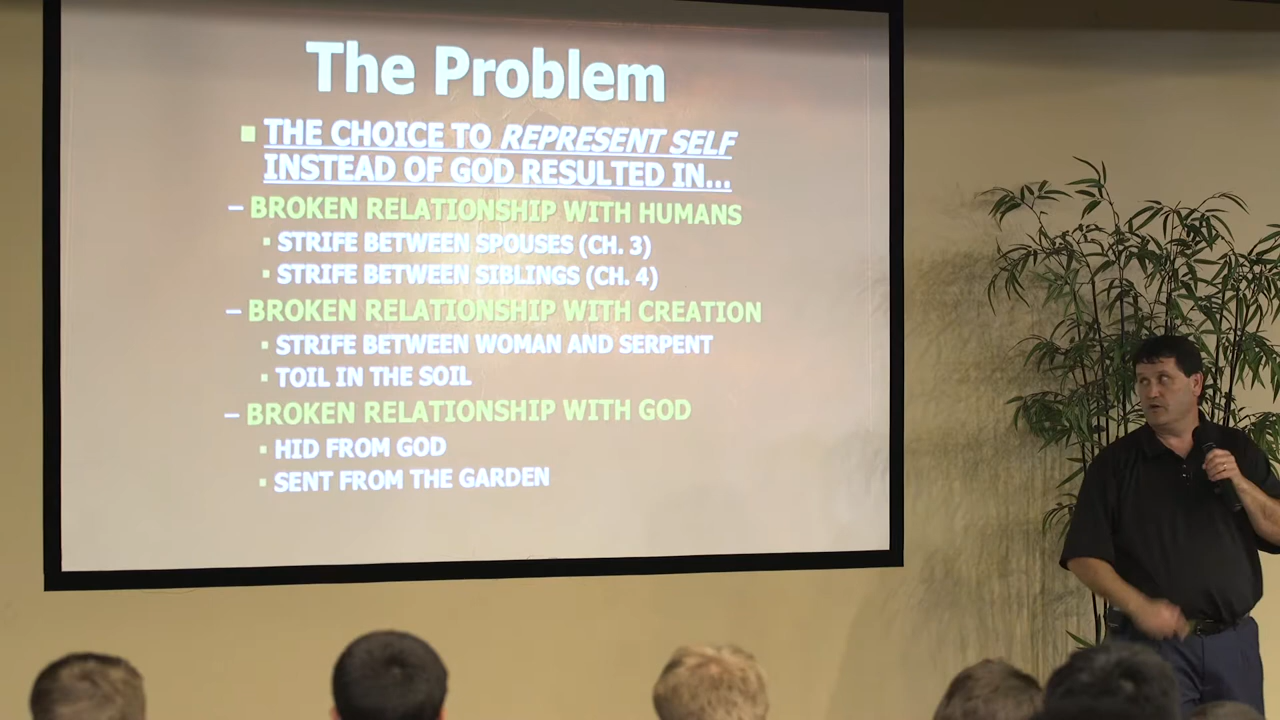 The Problem
THE CHOICE TO REPRESENT SELF
INSTEAD OF GOD RESULTED IN...
– BROKEN RELATIONSHIP WITH HUMANS
▪ STRIFE BETWEEN SPOUSES (CH. 3)
▪ STRIFE BETWEEN SIBLINGS (CH. 4)
– BROKEN RELATIONSHIP WITH CREATION
▪ STRIFE BETWEEN WOMAN AND SERPENT
▪ TOIL IN THE SOIL
– BROKEN RELATIONSHIP WITH GOD
▪ HID FROM GOD
▪ SENT FROM THE GARDEN